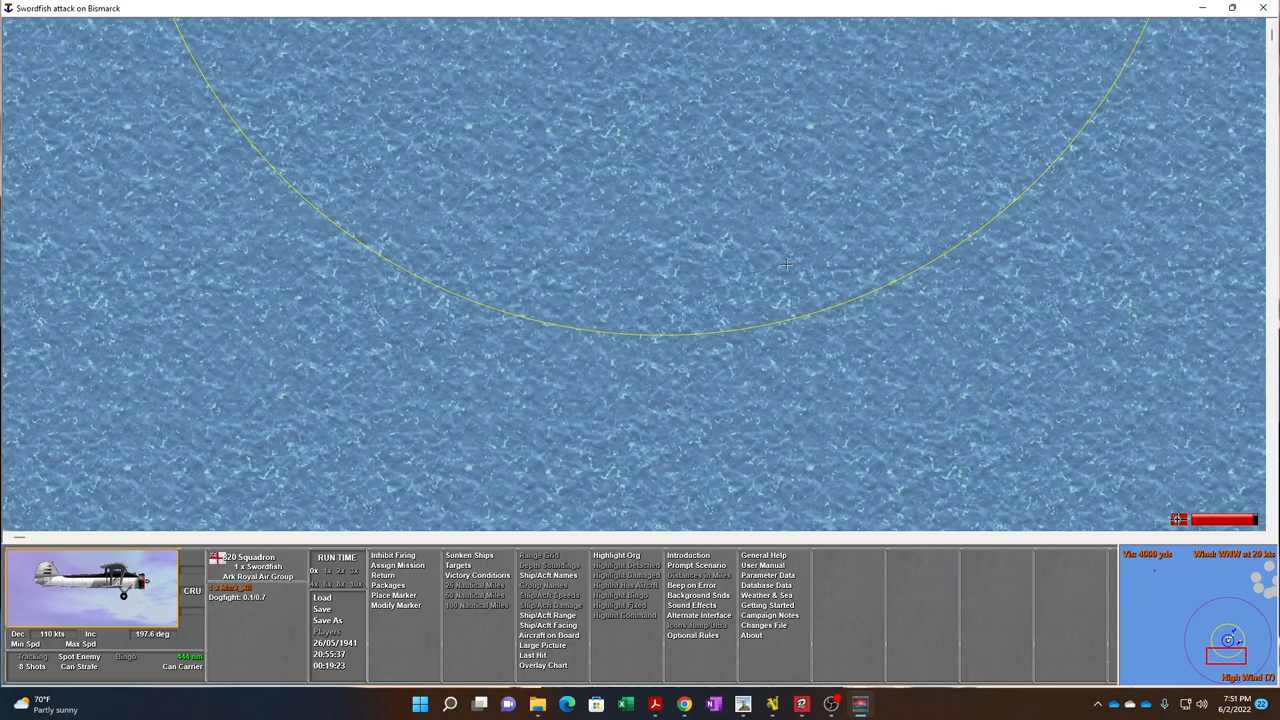 Swordfish attack on Bismarck
CRU
Dec 110 kts Inc 197.6 deg
Min Spd Max Spd
Tracking Spot Enemy Bingo 444 nm
8 Shots Can Strafe Can Carrier
820 Squadron
1 x Swordfish
Ark Royal Air Group
1 x Mark_XII
Dogfight: 0.1/0.7
RUN TIME
0x 1x 2x 3x
4x 6x 8x 10x
Load
Save
Save As
Players
26/05/1941
20:55:37
00:19:23
Inhibit Firing
Assign Mission
Return
Packages
Place Marker
Modify Marker
Sunken Ships
Targets
Victory Conditions
25 Nautical Miles
50 Nautical Miles
100 Nautical Miles
Range Grid
Depth Soundings
Ship/Acft Names
Group Names
Ship/Acft Speeds
Ship/Acft Damage
Ship/Acft Range
Ship/Acft Facing
Aircraft on Board
Large Picture
Last Hit
Overlay Chart
Highlight Org
Highlight Detached
Highlight Damaged
Highlight Has Acft
Highlight Bingo
Highlight Fixed
Highlint Command
Introduction
Prompt Scenario
Distances in Miles
Beep on Error
Background Snds
Sound Effects
Alternate Interface
Icons Jump/Ultra
Optional Rules
General Help
User Manual
Parameter Data
Database Data
Weather & Sea
Getting Started
Campaign Notes
Changes File
About
Vis: 4000 yds Wind: WNW at 20 kts
High Wind (7)
70°F
Partly sunny
7:51 PM
6/2/2022
22